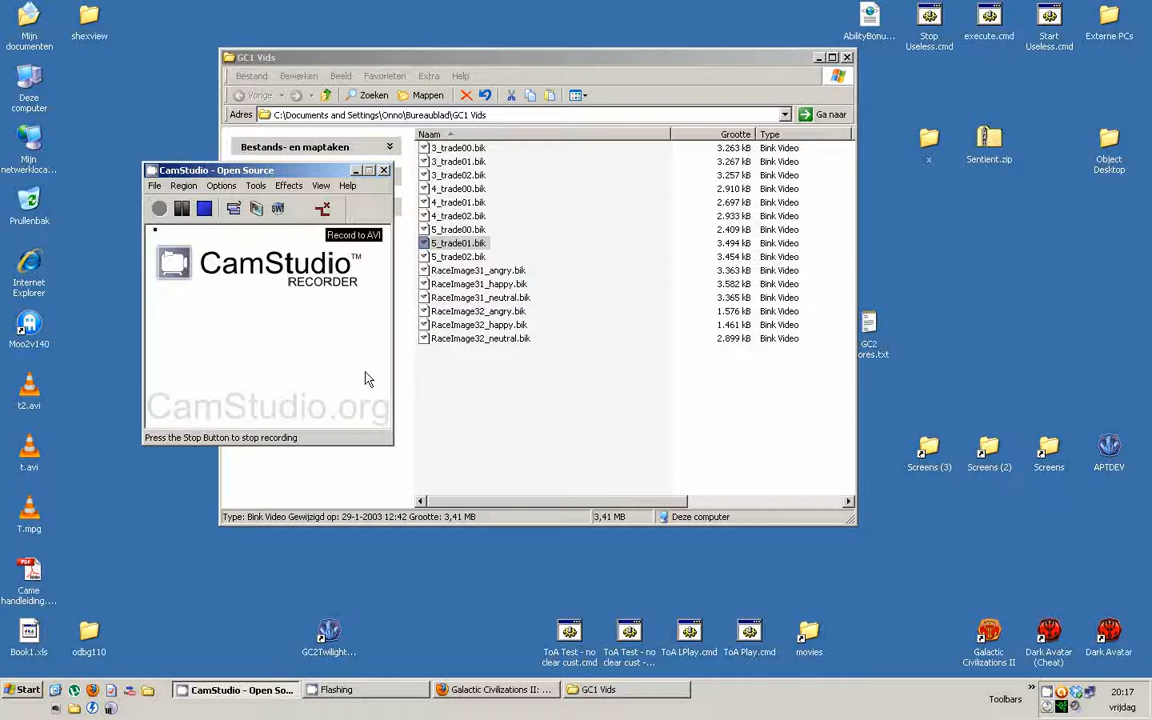 Mijn documenten
shexview
Deze computer
Mijn netwerkloca...
Prullenbak
Internet Explorer
Moo2v140
t2.avi
t.avi
T.mpg
Came handleiding....
Book1.xls
odbg110
GC2Twilight...
GC1 Vids
Bestand Bewerken Beeld Favorieten Extra Help
Vorige Zoeken Mappen
Adres C:\Documents and Settings\Onno\Bureaublad\GC1 Vids Ga naar
Bestands- en maptaken
Naam Grootte Type
3_trade00.bik 3.263 kB Bink Video
3_trade01.bik 3.267 kB Bink Video
3_trade02.bik 3.257 kB Bink Video
4_trade00.bik 2.910 kB Bink Video
4_trade01.bik 2.697 kB Bink Video
4_trade02.bik 2.933 kB Bink Video
5_trade00.bik 2.409 kB Bink Video
5_trade01.bik 3.494 kB Bink Video
5_trade02.bik 3.454 kB Bink Video
RaceImage31_angry.bik 3.363 kB Bink Video
RaceImage31_happy.bik 3.582 kB Bink Video
RaceImage31_neutral.bik 3.365 kB Bink Video
RaceImage32_angry.bik 1.576 kB Bink Video
RaceImage32_happy.bik 1.461 kB Bink Video
RaceImage32_neutral.bik 2.899 kB Bink Video
Type: Bink Video Gewijzigd op: 29-1-2003 12:42 Grootte: 3,41 MB 3,41 MB Deze computer
CamStudio - Open Source
File Region Options Tools Effects View Help
Record to AVI
CamStudio™
RECORDER
CamStudio.org
Press the Stop Button to stop recording
AbilityBonu...
Stop Useless.cmd
execute.cmd
Start Useless.cmd
Externe PCs
x
Sentient.zip
Object Desktop
GC2
Screens (3)
Screens (2)
Screens
APTDEV
ToA Test - no clear cust.cmd
ToA Test - no clear cust -...
ToA LPlay.cmd
ToA Play.cmd
movies
Galactic Civilizations II
Dark Avatar (Cheat)
Dark Avatar
Start
CamStudio - Open So...
Flashing
Galactic Civilizations II: ...
GC1 Vids
Toolbars
20:17
vrijdag